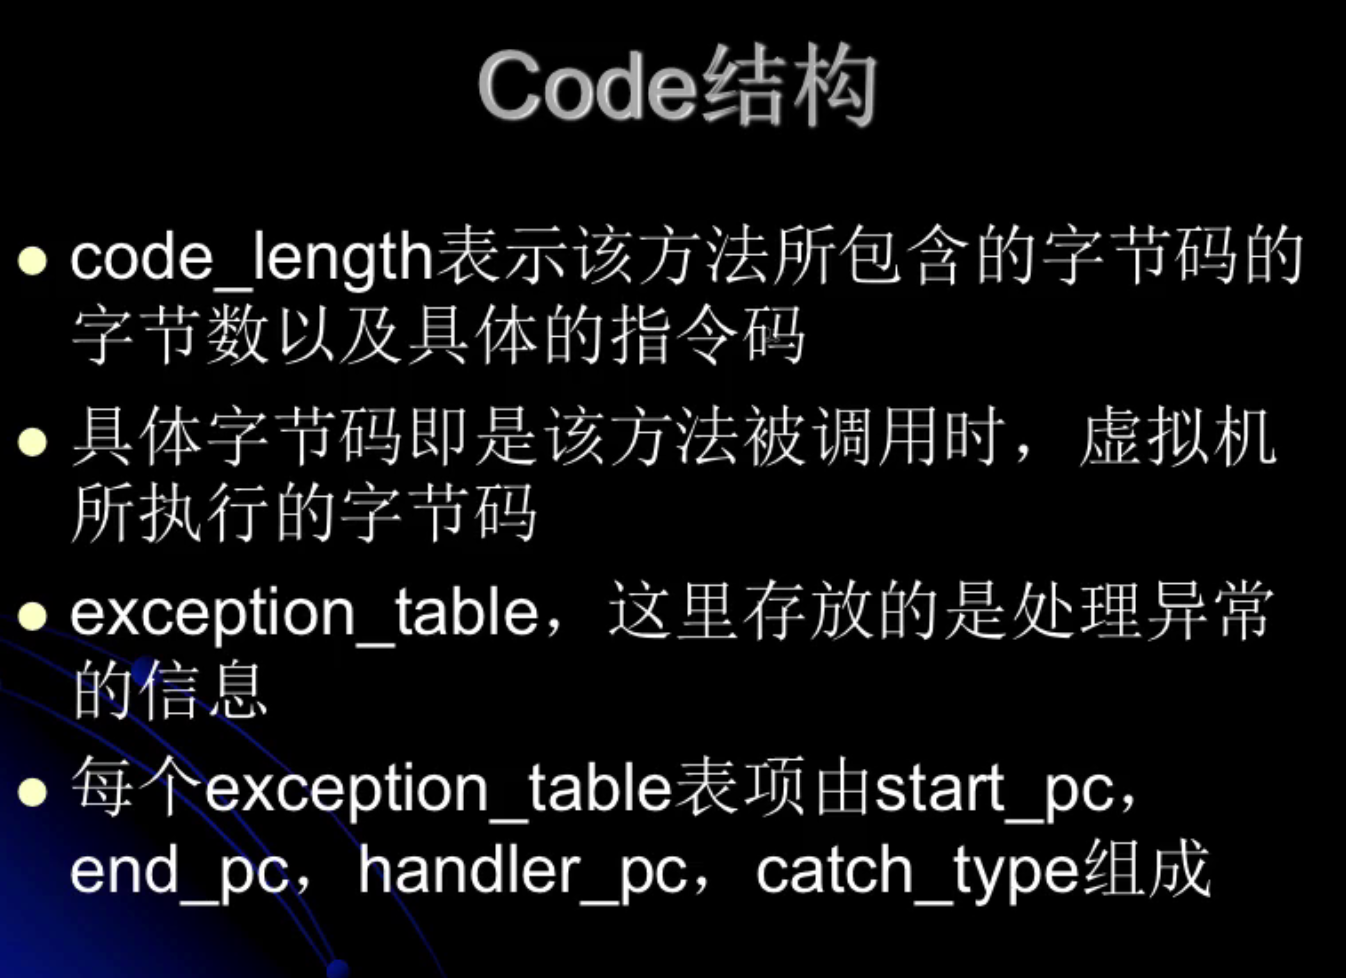 Code结构
code_length表示该方法所包含的字节码的
字节数以及具体的指令码
具体字节码即是该方法被调用时，虚拟机
所执行的字节码
exception_table，这里存放的是处理异常
的信息
每个exception_table表项由start_pc，
end_pc，handler_pc，catch_type组成